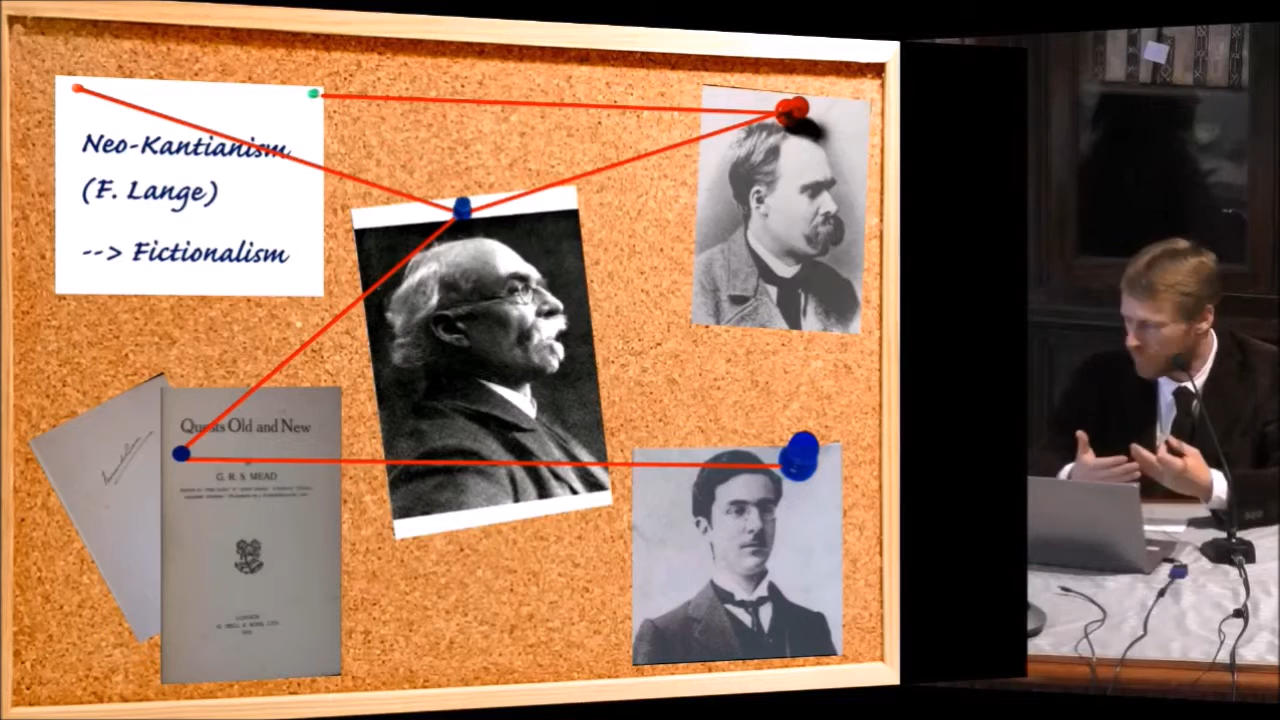 Neo-Kantianism
(F. Lange)
--> Fictionalism
Quests Old and New
G. R. S. MEAD
LONDON